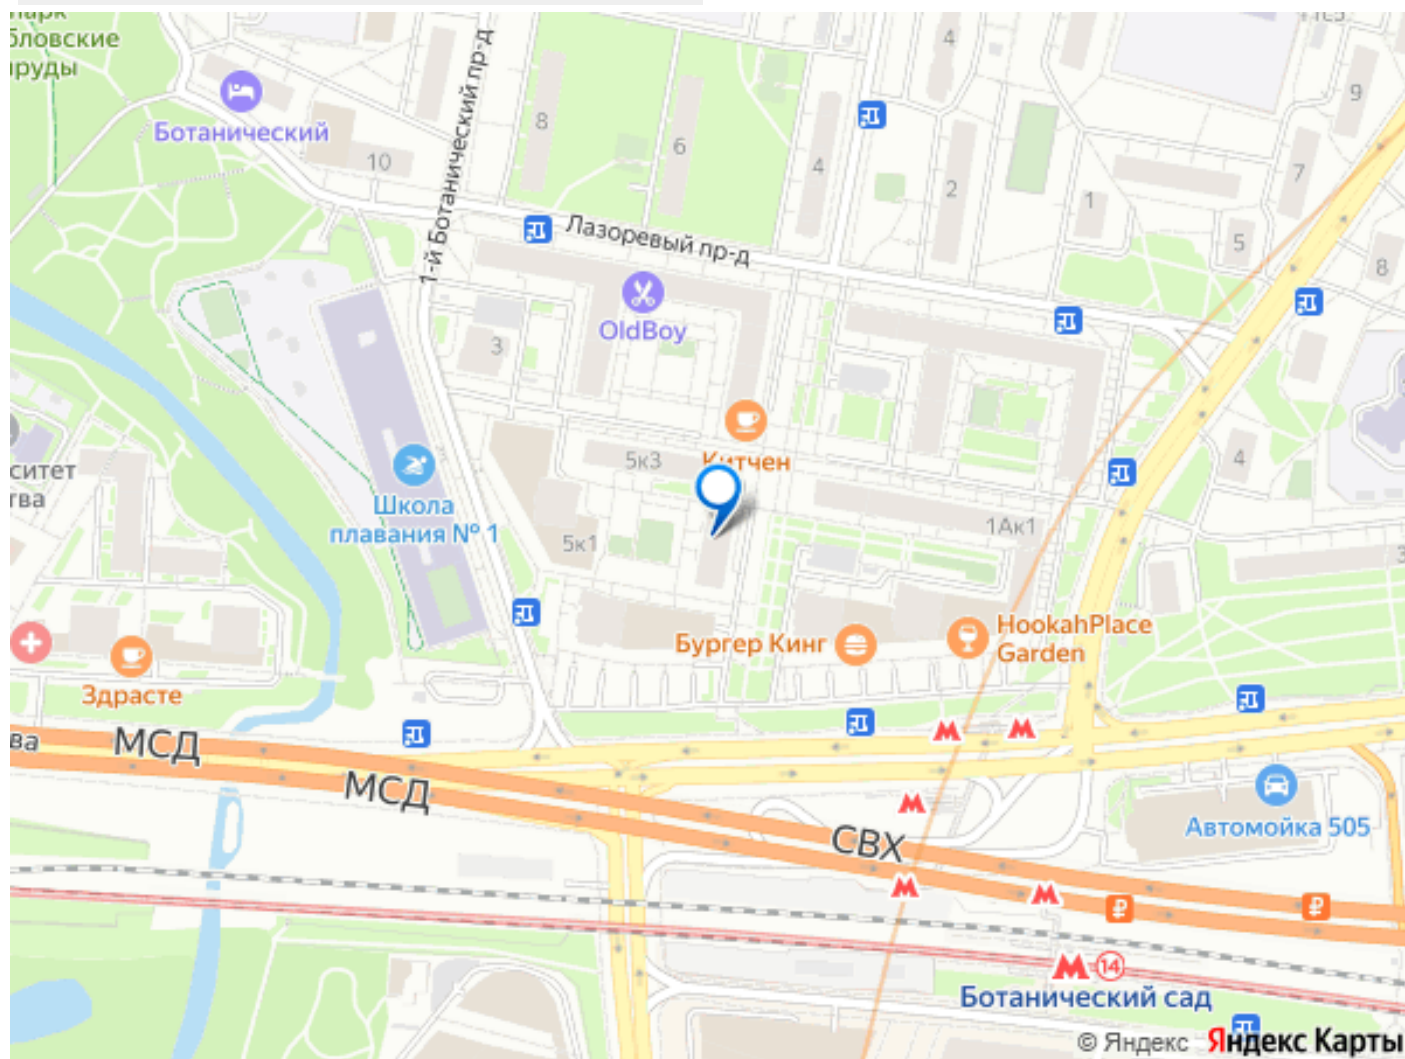 парк
бловские
пруды
Ботанический
10
1-й Ботанический пр-д
8
6
4
4
2
1
9
7
5
8
Лазоревый пр-д
OldBoy
3
Китчен
5к3
5к1
1Ак1
4
3
ситет
тва
Школа
плавания № 1
Бургер Кинг
HookahPlace
Garden
Здрасте
ва
МСД
МСД
СВХ
Автомойка 505
14
Ботанический сад
© Яндекс Яндекс Карты